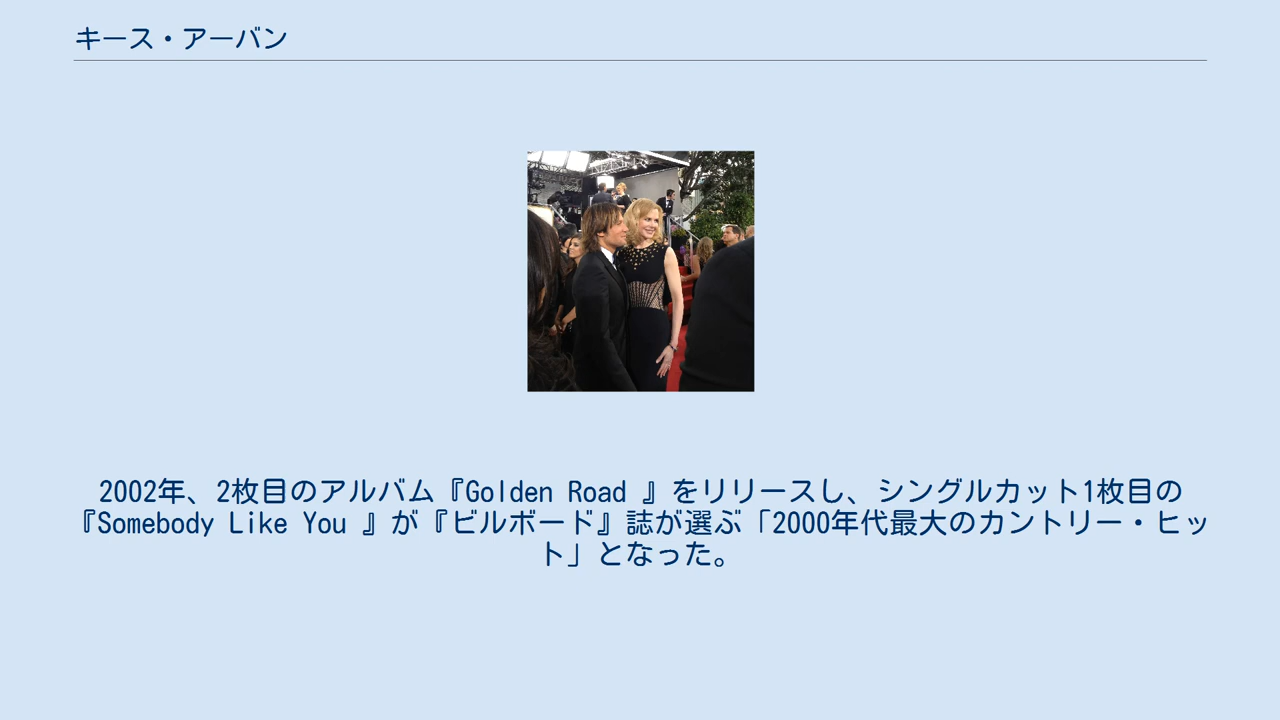 キース・アーバン
2002年、2枚目のアルバム『Golden Road 』をリリースし、シングルカット1枚目の
『Somebody Like You 』が『ビルボード』誌が選ぶ「2000年代最大のカントリー・ヒッ
ト」となった。